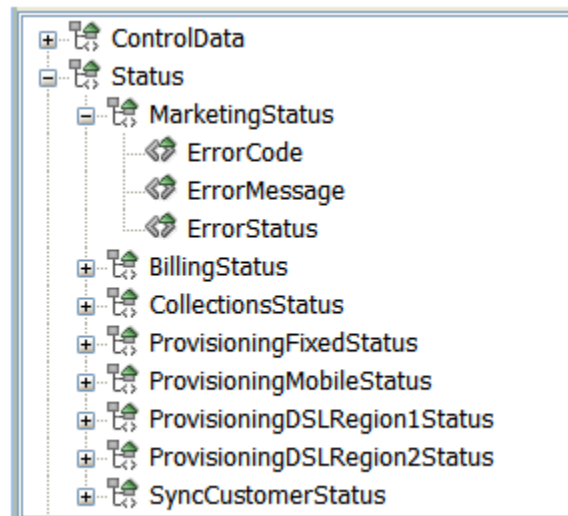 ControlData
Status
MarketingStatus
ErrorCode
ErrorMessage
ErrorStatus
BillingStatus
CollectionsStatus
ProvisioningFixedStatus
ProvisioningMobileStatus
ProvisioningDSLRegion1Status
ProvisioningDSLRegion2Status
SyncCustomerStatus